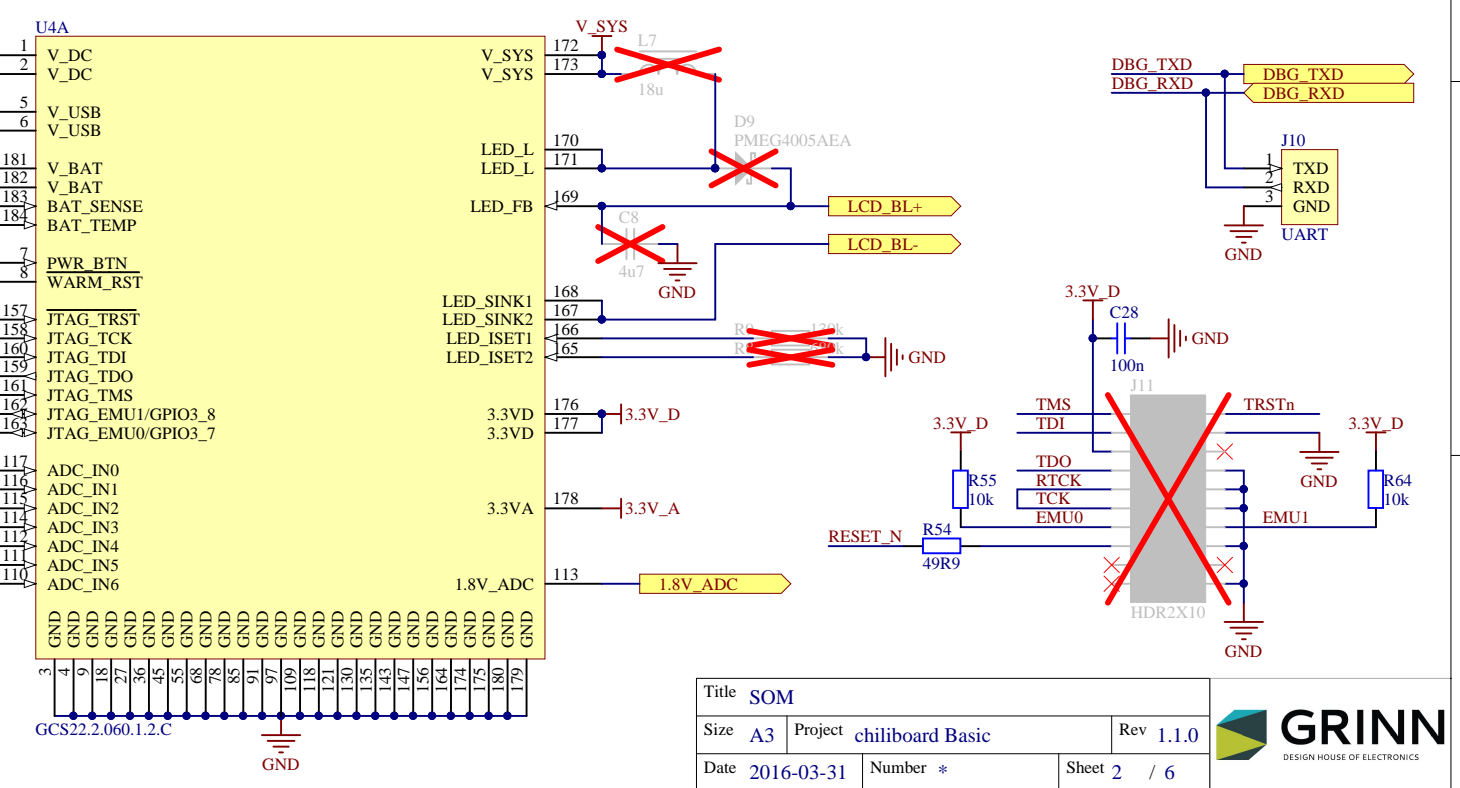 U4A
1 V_DC
2 V_DC
5 V_USB
6 V_USB
181 V_BAT
182 V_BAT
183 BAT_SENSE
184 BAT_TEMP
7 PWR_BTN
8 WARM_RST
157 JTAG_TRST
158 JTAG_TCK
160 JTAG_TDI
159 JTAG_TDO
161 JTAG_TMS
162 JTAG_EMU1/GPIO3_8
163 JTAG_EMU0/GPIO3_7
117 ADC_IN0
116 ADC_IN1
115 ADC_IN2
114 ADC_IN3
112 ADC_IN4
111 ADC_IN5
110 ADC_IN6
V_SYS 172
V_SYS 173
LED_L 170
LED_L 171
LED_FB 169
LED_SINK1 168
LED_SINK2 167
LED_ISET1 166
LED_ISET2 165
3.3VD 176
3.3VD 177
3.3VA 178
1.8V_ADC 113
GND GND GND GND GND GND GND GND GND GND GND GND GND GND GND GND GND GND GND GND GND GND GND GND GND GND
3 4 9 18 27 36 45 55 68 78 85 91 97 109 118 121 130 135 143 147 156 164 174 175 180 179
GCS22.2.060.1.2.C
GND
V_SYS
L7
18u
D9
PMEG4005AEA
LCD_BL+
C8
4u7
GND
LCD_BL-
GND
3.3V_D
3.3V_A
1.8V_ADC
DBG_TXD DBG_TXD
DBG_RXD DBG_RXD
J10
1 TXD
2 RXD
3 GND
UART
GND
3.3V_D
C28
100n
GND
J11
TMS
TDI
TDO
RTCK
TCK
EMU0
TRSTn
GND
EMU1
3.3V_D
R55
10k
3.3V_D
R64
10k
RESET_N
R54
49R9
HDR2X10
GND
Title SOM
Size A3 Project chiliboard Basic Rev 1.1.0
Date 2016-03-31 Number * Sheet 2 / 6
GRINN
DESIGN HOUSE OF ELECTRONICS